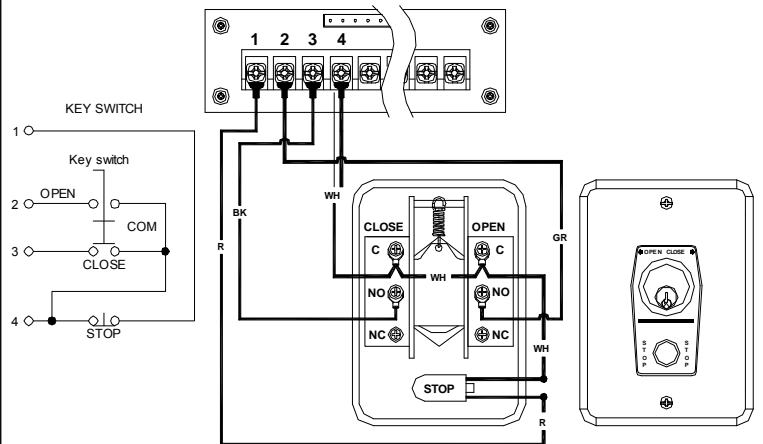 1 2 3 4
KEY SWITCH
1
Key switch
2 OPEN
COM
3
CLOSE
4
STOP
R
BK
WH
GR
CLOSE OPEN
C C
WH
NO NO
NC NC
WH
STOP
R
OPEN CLOSE
STOP STOP